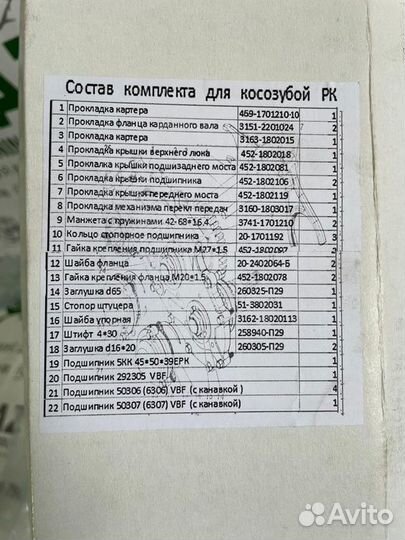 Состав комплекта для косозубой РК
1 Прокладка картера 469-1701210-10 1
2 Прокладка фланца карданного вала 3151-2201024 2
3 Прокладка картера 3163-1802015 1
4 Прокладка крышки верхнего люка 452-1802018 1
5 Прокладка крышки подшизаднего моста 452-1802081 1
6 Прокладка крышки подшипника 452-1802106 2
7 Прокладка крышки переднего моста 452-1802119 1
8 Прокладка механизма перекл передач 3160-1803017 1
9 Манжета с пружинами 42-68*16,4 3741-1701210 2
10 Кольцо стопорное подшипника 20-1701192 3
11 Гайка крепления подшипника М27*1.5 452-1802097 2
12 Шайба фланца 20-2402064-Б 2
13 Гайка крепления фланца М20*1.5 452-1802078 2
14 Заглушка d65 260325-П29 1
15 Стопор штуцера 51-3802031 1
16 Шайба упорная 3162-18020113 1
17 Штифт 4*30 258940-П29 1
18 Заглушка d16*20 260305-П29 2
19 Подшипник 5КК 45*50*39ЕРК 1
20 Подшипник 292305 VBF 1
21 Подшипник 50306 (6306) VBF (с канавкой ) 4
22 Подшипник 50307 (6307) VBF (с канавкой) 1
Avito